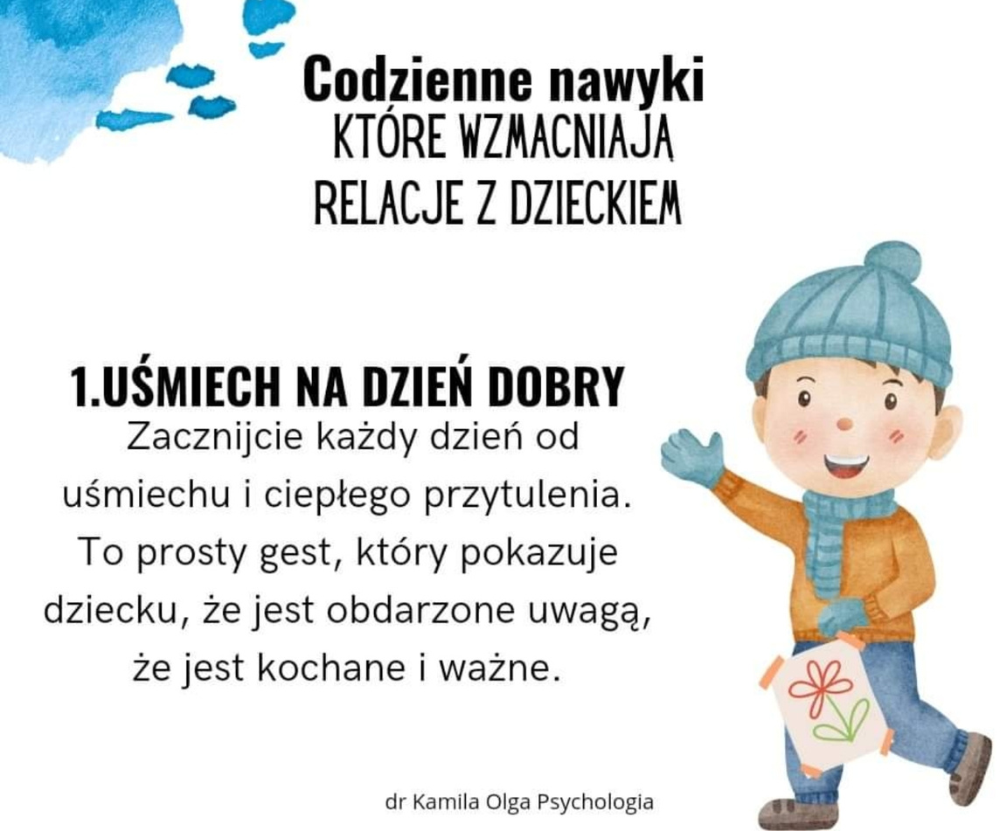 Codzienne nawyki
KTÓRE WZMACNIAJĄ
RELACJE Z DZIECKIEM
1.UŚMIECH NA DZIEŃ DOBRY
Zacznijcie każdy dzień od
uśmiechu i ciepłego przytulenia.
To prosty gest, który pokazuje
dziecku, że jest obdarzone uwagą,
że jest kochane i ważne.
dr Kamila Olga Psychologia